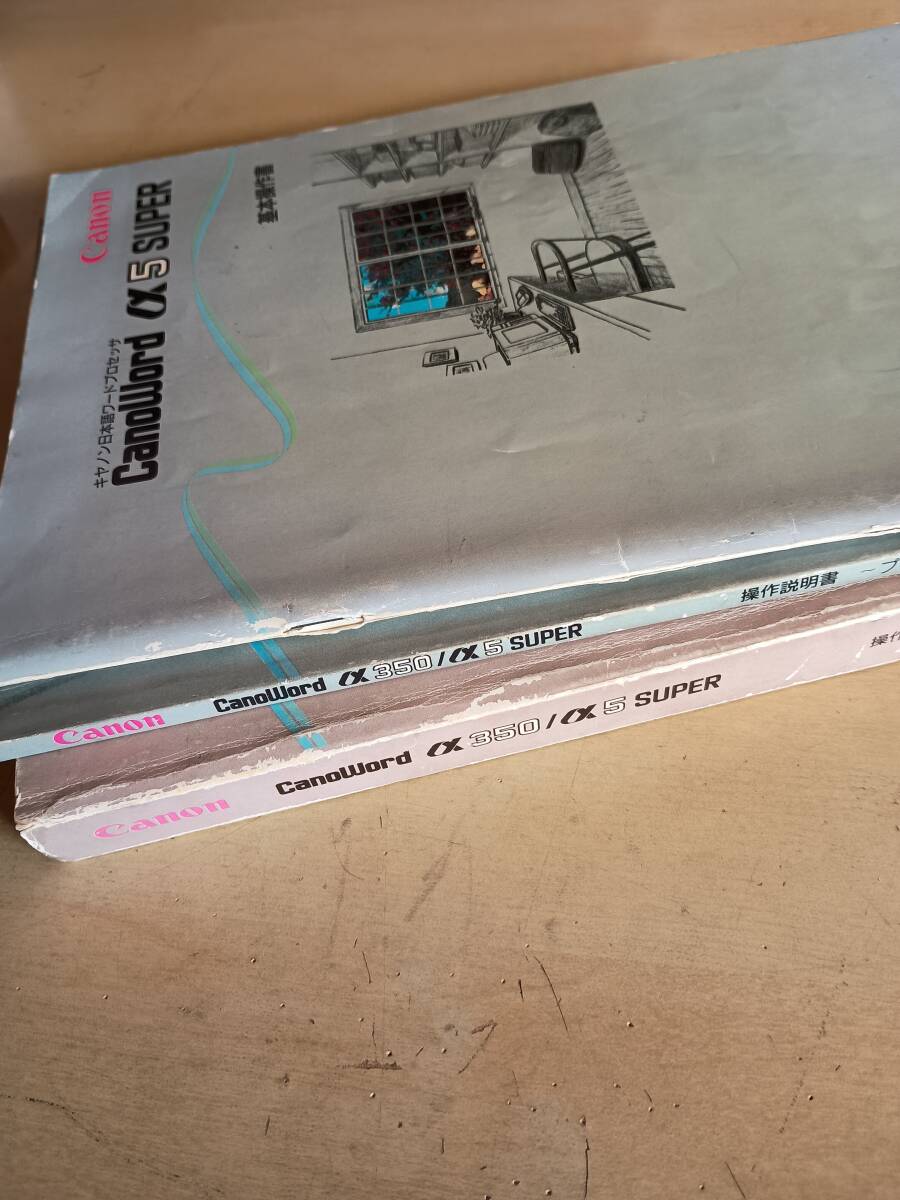 Canon
キヤノン日本語ワードプロセッサ
CanoWord α5 SUPER
基本操作書
Canon CanoWord α350/α5 SUPER 操作説明書 ～プ
Canon CanoWord α350/α5 SUPER 操作